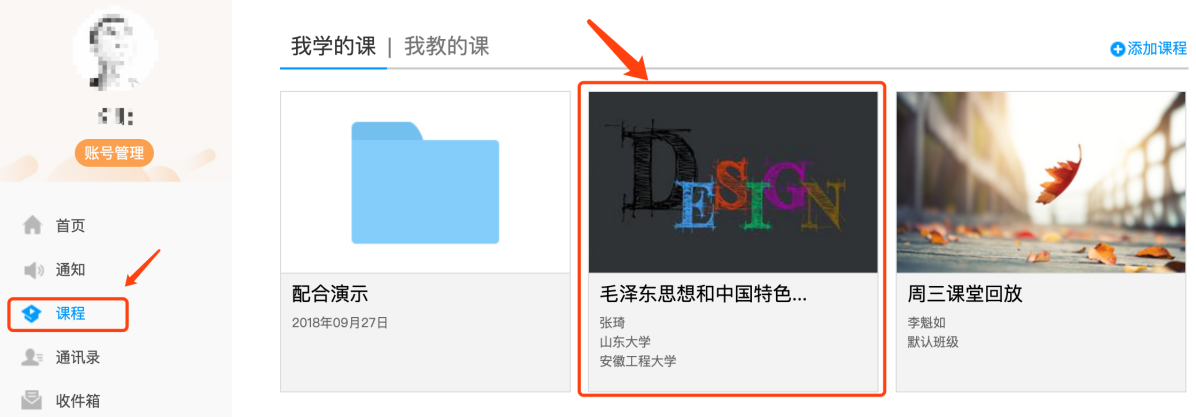 账号管理
首页
通知
课程
通讯录
收件箱
我学的课 | 我教的课
添加课程
DESIGN
配合演示
2018年09月27日
毛泽东思想和中国特色...
张琦
山东大学
安徽工程大学
周三课堂回放
李魁如
默认班级